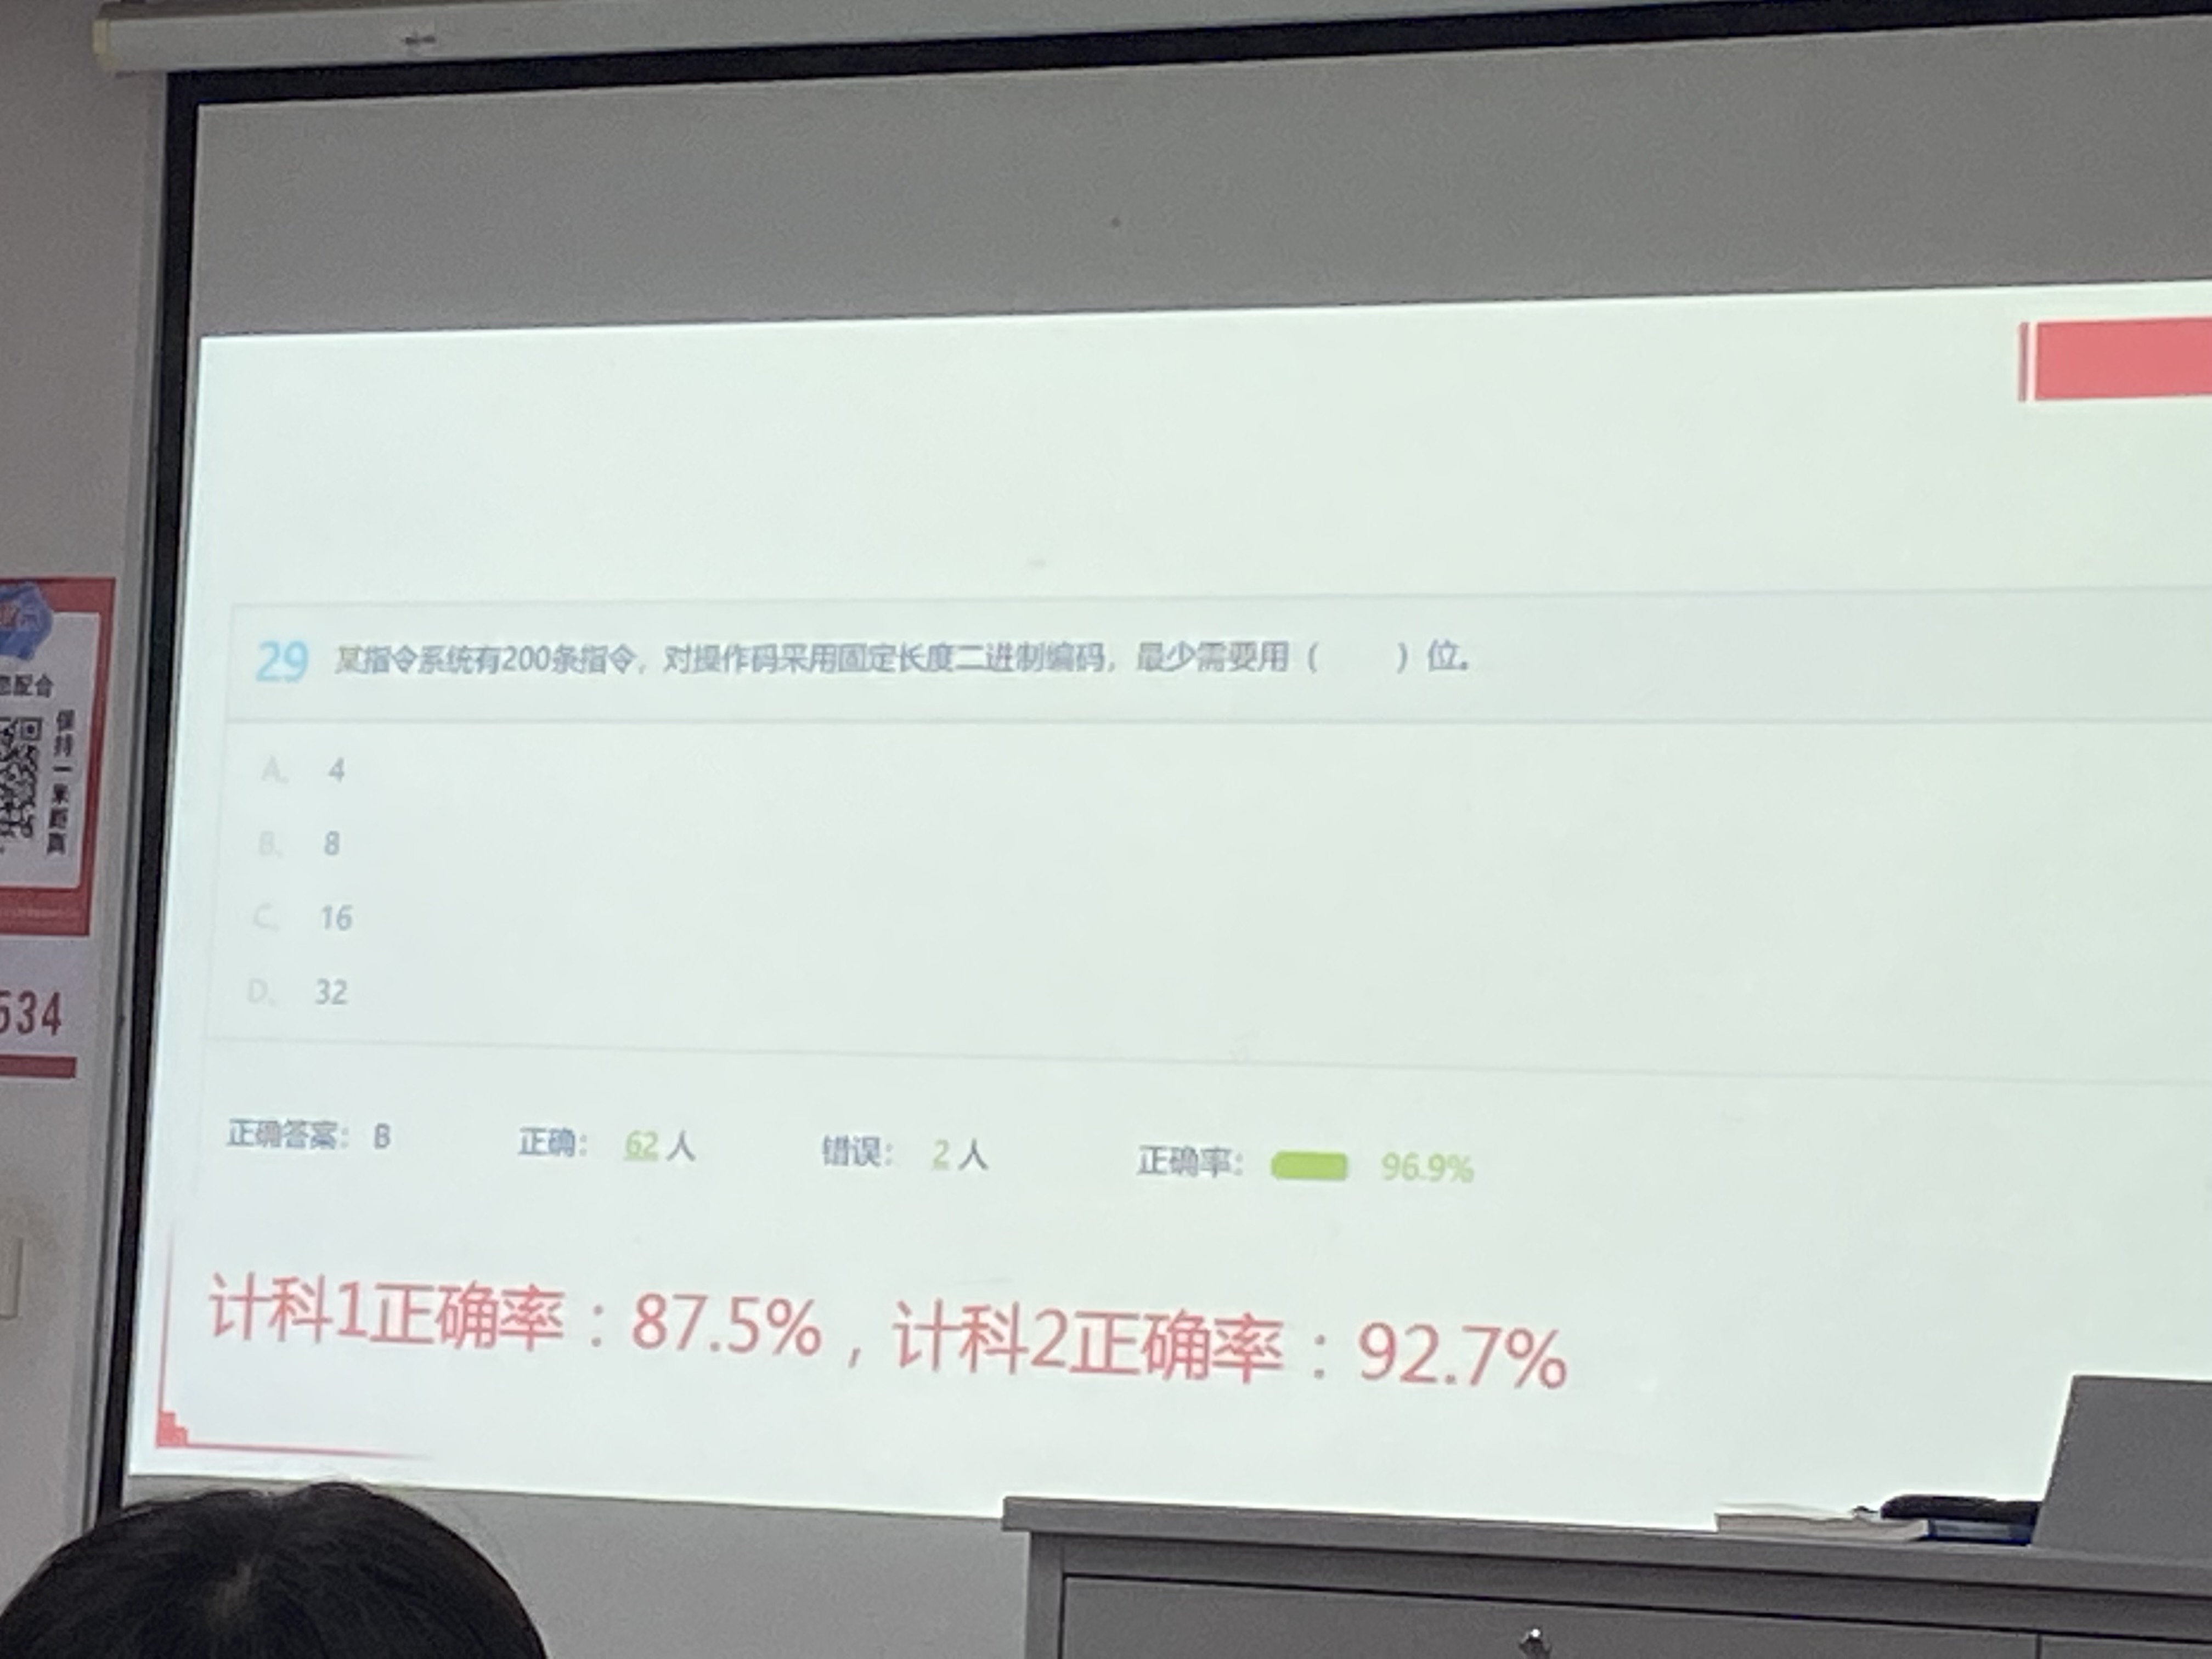 29 某指令系统有200条指令，对操作码采用固定长度二进制编码，最少需要用（　　）位。
A、 4
B、 8
C、 16
D、 32
正确答案： B 正确： 62 人 错误： 2 人 正确率： 96.9%
计科1正确率：87.5%，计科2正确率：92.7%
配合
保持一米距离
534